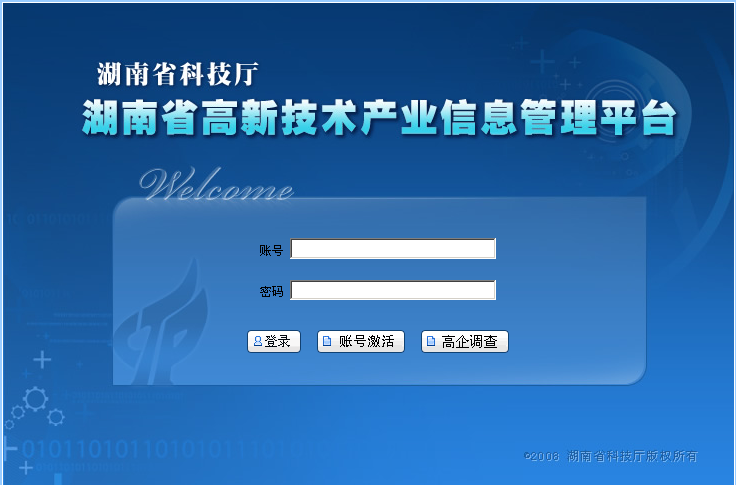 湖南省科技厅
湖南省高新技术产业信息管理平台
Welcome
账号
密码
登录 账号激活 高企调查
©2008 湖南省科技厅版权所有